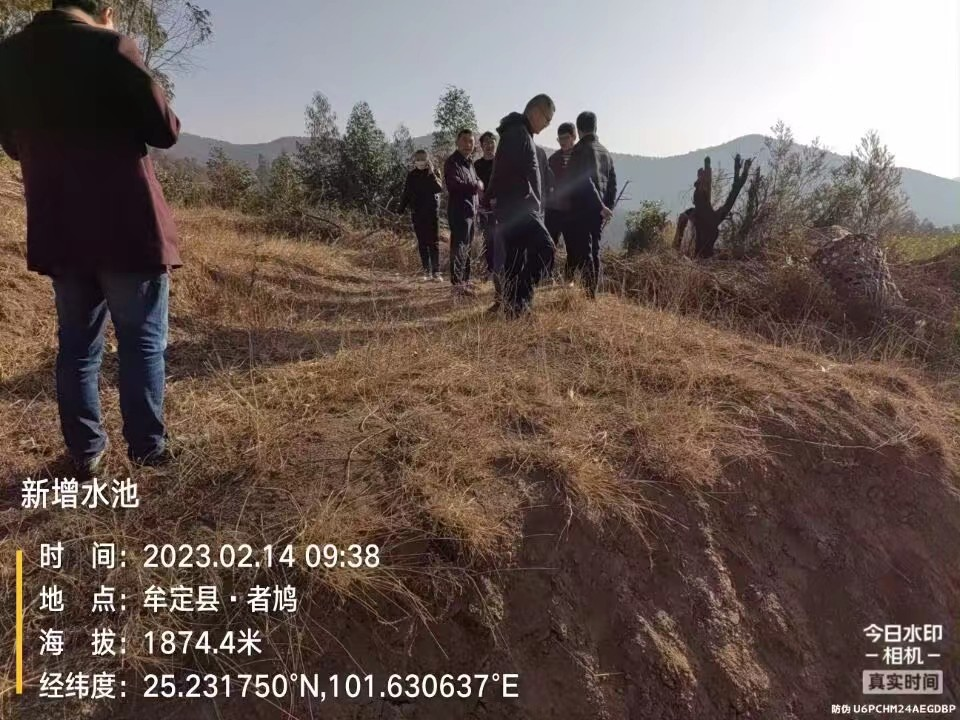 新增水池
时 间：2023.02.14 09:38
地 点：牟定县·者鸠
海 拔：1874.4米
经纬度：25.231750°N,101.630637°E
今日水印
相机
真实时间
防伪 U6PCHM24AEGDBP